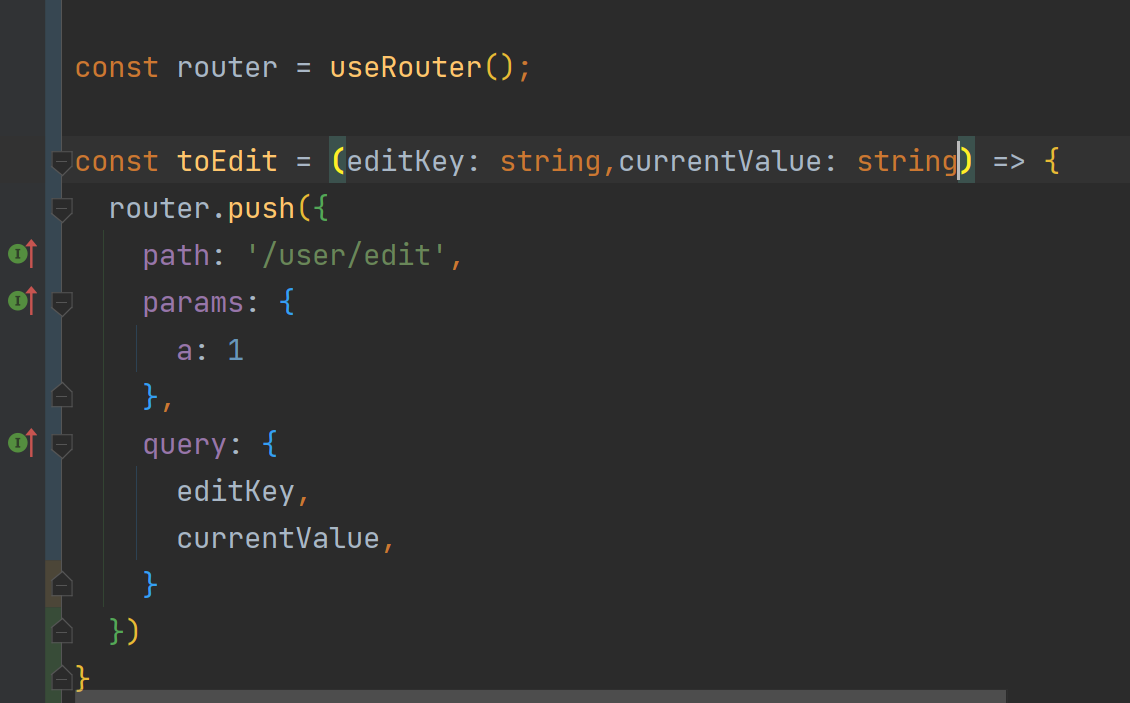 const router = useRouter();
const toEdit = (editKey: string,currentValue: string) => {
  router.push({
    path: '/user/edit',
    params: {
      a: 1
    },
    query: {
      editKey,
      currentValue,
    }
  })
}